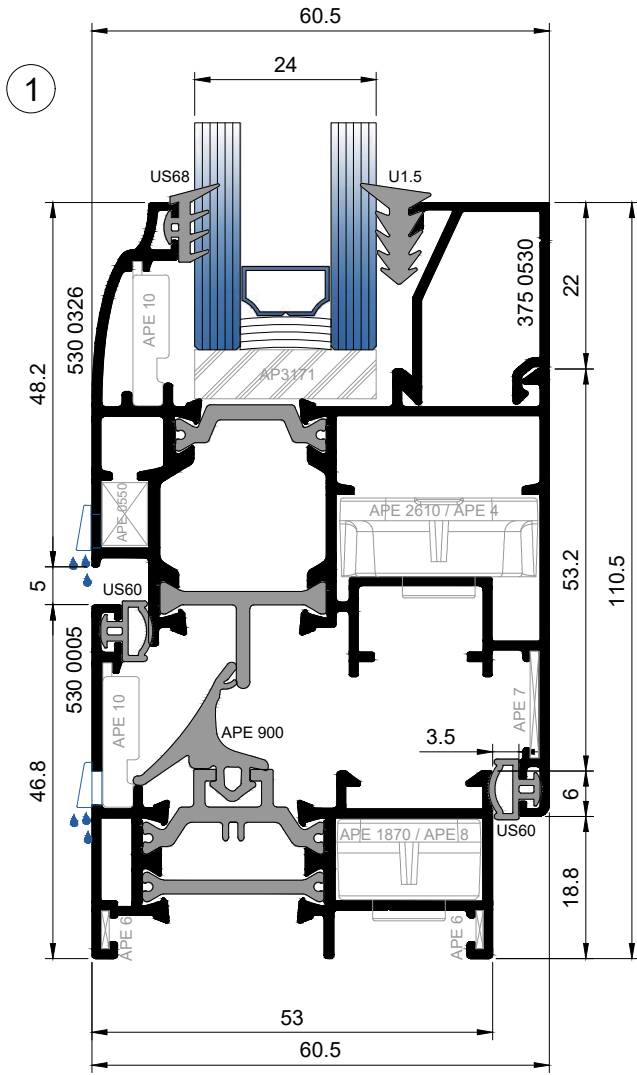 60.5
24
1
US68
U1.5
530 0326
APE 10
375 0530
22
48.2
AP3171
APE 0550
APE 2610 / APE 4
53.2
110.5
5
US60
530 0005
APE 10
APE 900
APE 7
3.5
46.8
6
US60
APE 1870 / APE 8
18.8
APE 6
APE 6
53
60.5